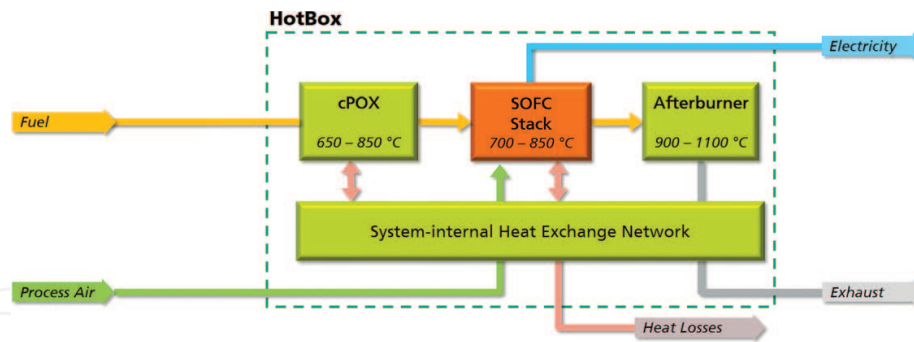 HotBox
Electricity
cPOX
650 – 850 °C
SOFC
Stack
700 – 850 °C
Afterburner
900 – 1100 °C
Fuel
System-internal Heat Exchange Network
Process Air
Exhaust
Heat Losses